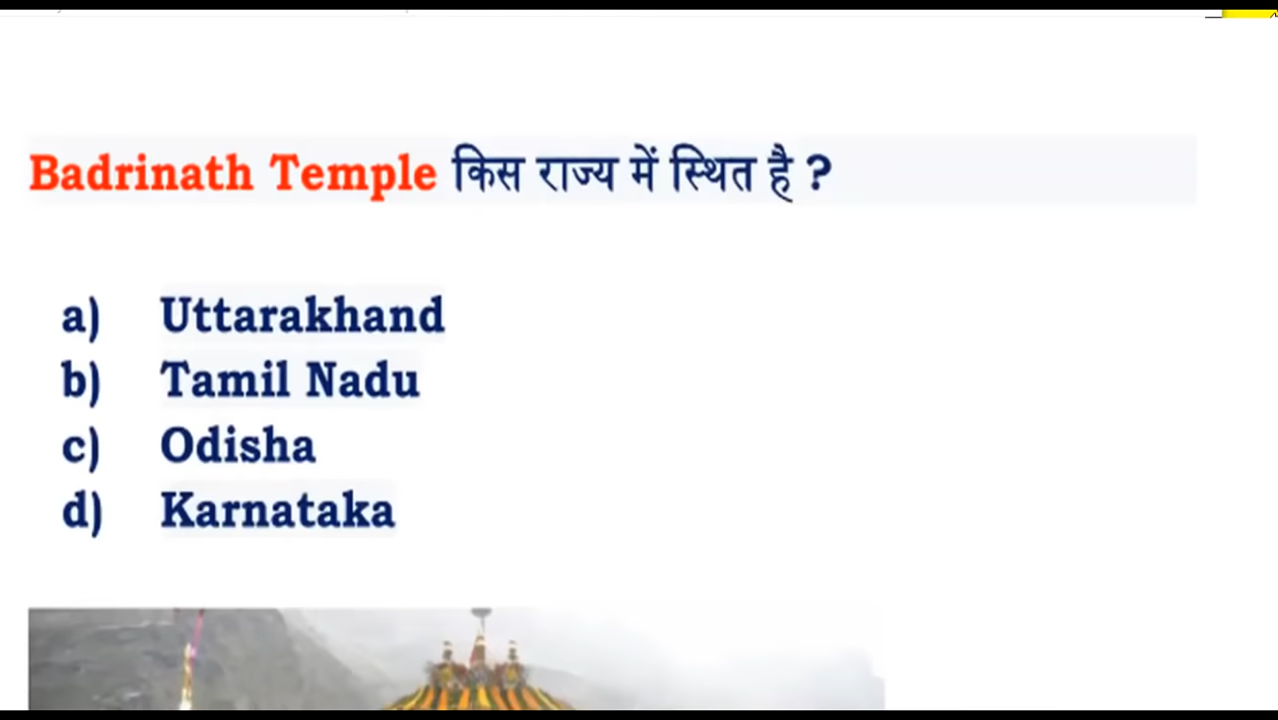 Badrinath Temple किस राज्य में स्थित है ?
a) Uttarakhand
b) Tamil Nadu
c) Odisha
d) Karnataka